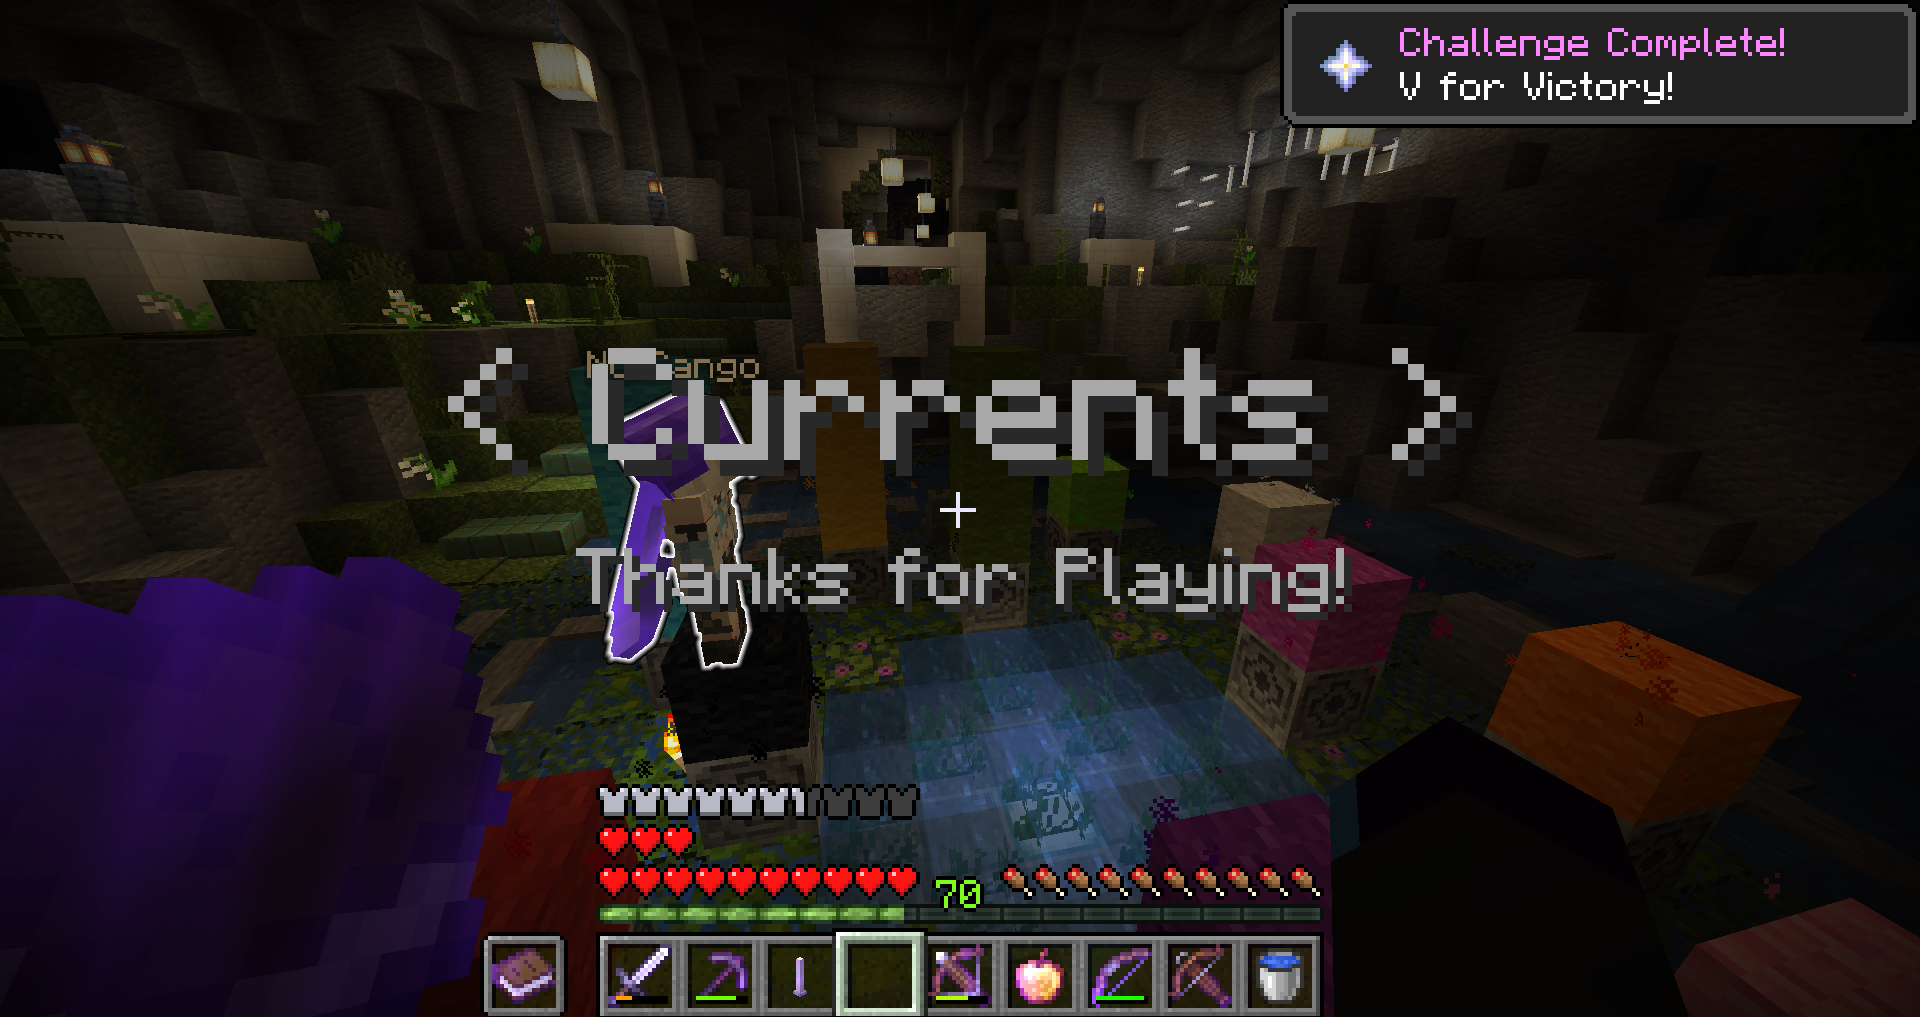 Challenge Complete!
V for Victory!
< Currents >
Thanks for Playing!
70